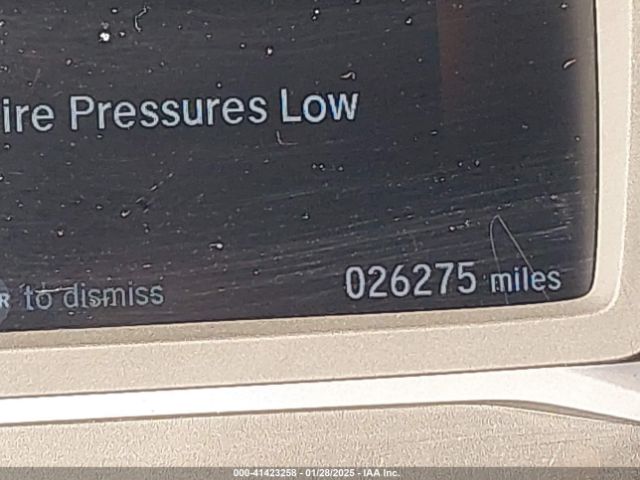 ire Pressures Low
R to dismiss
026275 miles
000-41423258 - 01/28/2025 - IAA Inc.